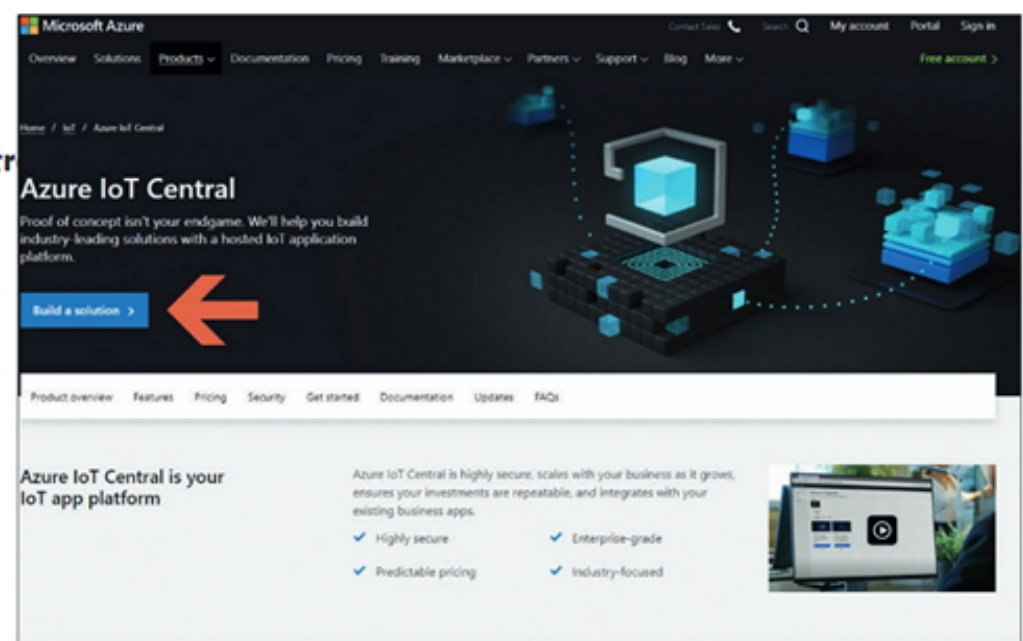 Microsoft Azure
Contact Sales Search My account Portal Sign in
Overview Solutions Products Documentation Pricing Training Marketplace Partners Support Blog More Free account >
Home / IoT / Azure IoT Central
tr
Azure IoT Central
Proof of concept isn't your endgame. We'll help you build
industry-leading solutions with a hosted IoT application
platform.
Build a solution >
Product overview Features Pricing Security Get started Documentation Updates FAQs
Azure IoT Central is your
IoT app platform
Azure IoT Central is highly secure, scales with your business as it grows,
ensures your investments are repeatable, and integrates with your
existing business apps.
Highly secure Enterprise-grade
Predictable pricing Industry-focused